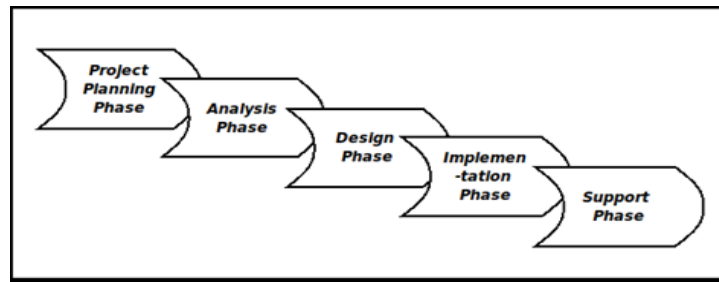 Project
Planning
Phase
Analysis
Phase
Design
Phase
Implemen
-tation
Phase
Support
Phase